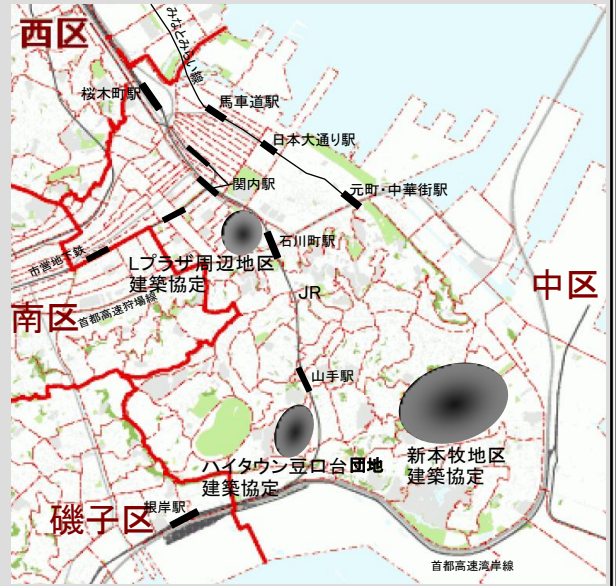 西区
みなとみらい線
桜木町駅
馬車道駅
日本大通り駅
関内駅
元町・中華街駅
石川町駅
市営地下鉄
Lプラザ周辺地区
建築協定
中区
JR
南区
首都高速狩場線
山手駅
新本牧地区
建築協定
ハイタウン豆口台団地
建築協定
根岸駅
磯子区
首都高速湾岸線